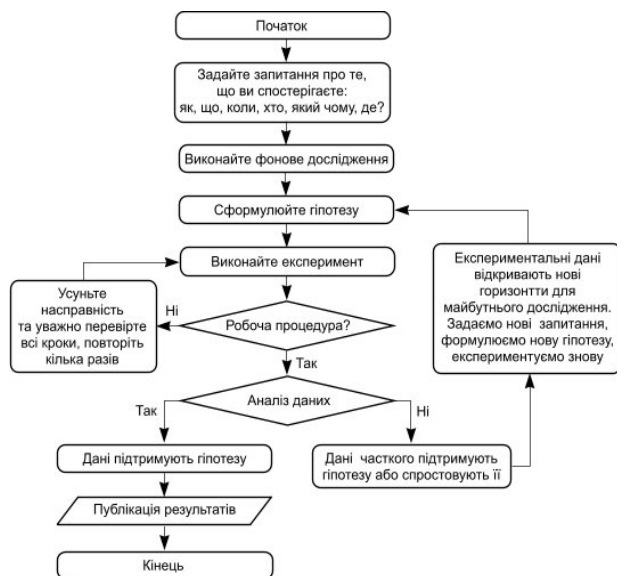 Початок
Задайте запитання про те,
що ви спостерігаєте:
як, що, коли, хто, який чому, де?
Виконайте фонове дослідження
Сформулюйте гіпотезу
Виконайте експеримент
Усуньте
насправність
та уважно перевірте
всі кроки, повторіть
кілька разів
Ні
Робоча процедура?
Експериментальні дані
відкривають нові
горизонтти для
майбутнього дослідження.
Задаємо нові запитання,
формулюємо нову гіпотезу,
експериментуємо знову
Так
Аналіз даних
Так
Ні
Дані підтримують гіпотезу
Дані часткого підтримують
гіпотезу або спростовують її
Публікація результатів
Кінець